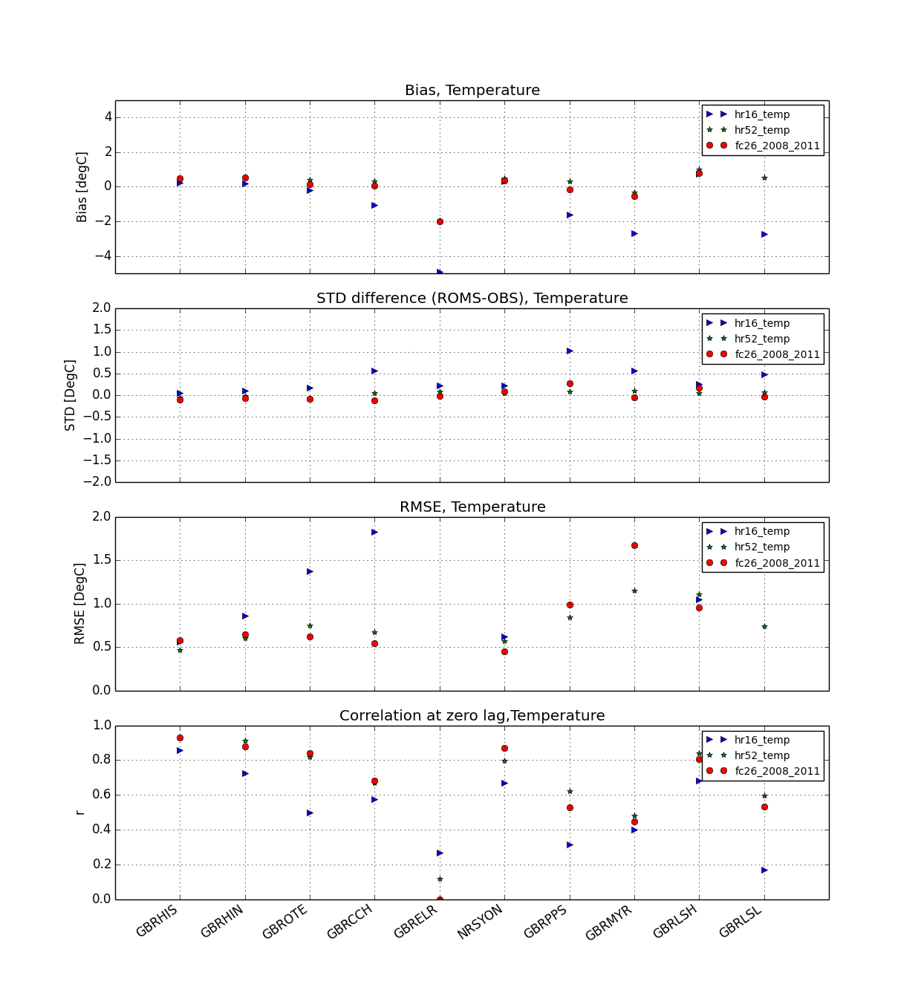 Bias, Temperature
4
2
0
−2
−4
Bias [degC]
hr16_temp
hr52_temp
fc26_2008_2011
STD difference (ROMS-OBS), Temperature
2.0
1.5
1.0
0.5
0.0
−0.5
−1.0
−1.5
−2.0
STD [DegC]
hr16_temp
hr52_temp
fc26_2008_2011
RMSE, Temperature
2.0
1.5
1.0
0.5
0.0
RMSE [DegC]
hr16_temp
hr52_temp
fc26_2008_2011
Correlation at zero lag,Temperature
1.0
0.8
0.6
0.4
0.2
0.0
r
hr16_temp
hr52_temp
fc26_2008_2011
GBRHIS
GBRHIN
GBROTE
GBRCCH
GBRELR
NRSYON
GBRPPS
GBRMYR
GBRLSH
GBRLSL